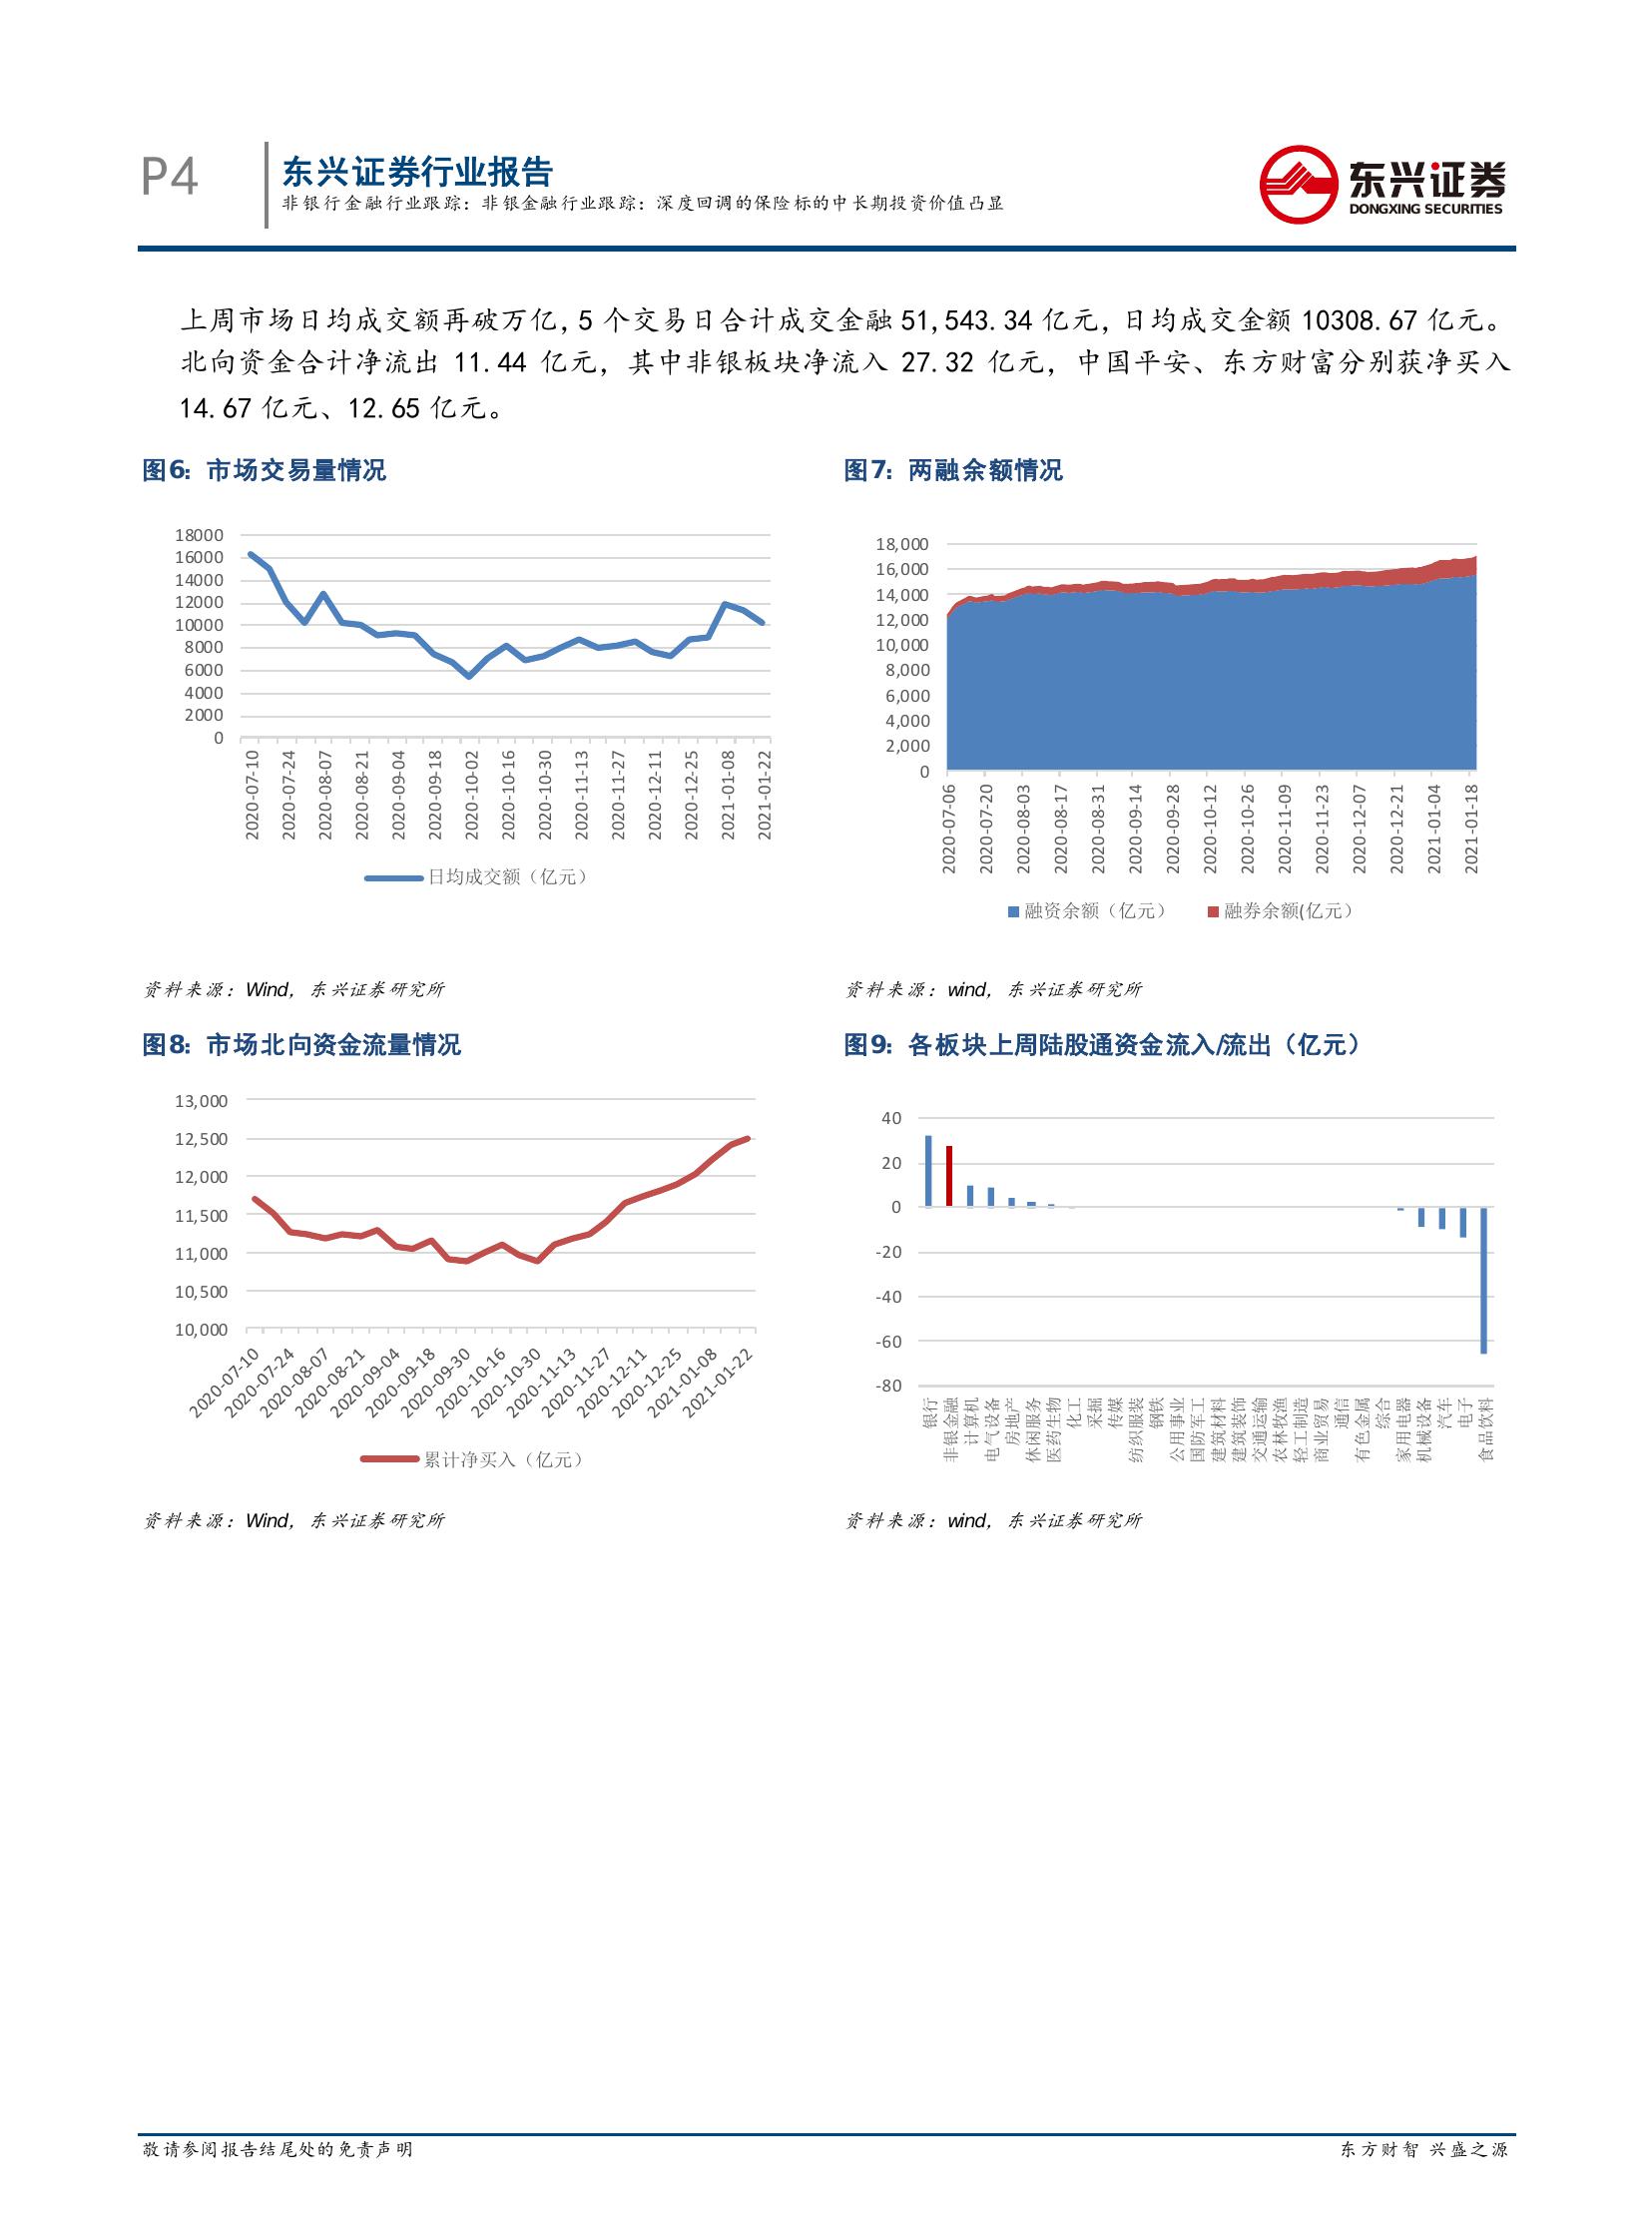 P4
东兴证券行业报告
非银行金融行业跟踪：非银金融行业跟踪：深度回调的保险标的中长期投资价值凸显
东兴证券
DONGXING SECURITIES
上周市场日均成交额再破万亿，5 个交易日合计成交金融 51,543.34 亿元，日均成交金额 10308.67 亿元。
北向资金合计净流出 11.44 亿元，其中非银板块净流入 27.32 亿元，中国平安、东方财富分别获净买入
14.67 亿元、12.65 亿元。
图6：市场交易量情况
18000
16000
14000
12000
10000
8000
6000
4000
2000
0
2020-07-10
2020-07-24
2020-08-07
2020-08-21
2020-09-04
2020-09-18
2020-10-02
2020-10-16
2020-10-30
2020-11-13
2020-11-27
2020-12-11
2020-12-25
2021-01-08
2021-01-22
日均成交额（亿元）
资料来源：Wind，东兴证券研究所
图7：两融余额情况
18,000
16,000
14,000
12,000
10,000
8,000
6,000
4,000
2,000
0
2020-07-06
2020-07-20
2020-08-03
2020-08-17
2020-08-31
2020-09-14
2020-09-28
2020-10-12
2020-10-26
2020-11-09
2020-11-23
2020-12-07
2020-12-21
2021-01-04
2021-01-18
融资余额（亿元） 融券余额(亿元）
资料来源：wind，东兴证券研究所
图8：市场北向资金流量情况
13,000
12,500
12,000
11,500
11,000
10,500
10,000
2020-07-10
2020-07-24
2020-08-07
2020-08-21
2020-09-04
2020-09-18
2020-09-30
2020-10-16
2020-10-30
2020-11-13
2020-11-27
2020-12-11
2020-12-25
2021-01-08
2021-01-22
累计净买入（亿元）
资料来源：Wind，东兴证券研究所
图9：各板块上周陆股通资金流入/流出（亿元）
40
20
0
-20
-40
-60
-80
银行
非银金融
计算机
电气设备
房地产
休闲服务
医药生物
化工
采掘
传媒
纺织服装
钢铁
公用事业
国防军工
建筑材料
建筑装饰
交通运输
农林牧渔
轻工制造
商业贸易
通信
有色金属
综合
家用电器
机械设备
汽车
电子
食品饮料
资料来源：wind，东兴证券研究所
敬请参阅报告结尾处的免责声明
东方财智 兴盛之源